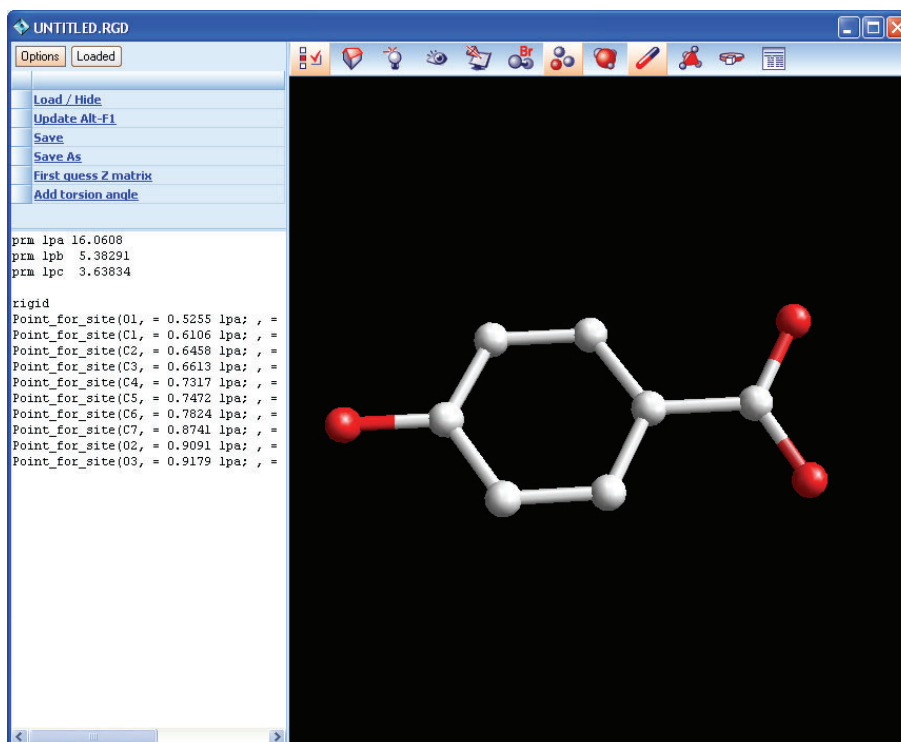 UNTITLED.RGD
Options Loaded
Br
Load / Hide
Update Alt-F1
Save
Save As
First guess Z matrix
Add torsion angle
prm lpa 16.0608
prm lpb  5.38291
prm lpc  3.63834
rigid
Point_for_site(O1, = 0.5255 lpa; , =
Point_for_site(C1, = 0.6106 lpa; , =
Point_for_site(C2, = 0.6458 lpa; , =
Point_for_site(C3, = 0.6613 lpa; , =
Point_for_site(C4, = 0.7317 lpa; , =
Point_for_site(C5, = 0.7472 lpa; , =
Point_for_site(C6, = 0.7824 lpa; , =
Point_for_site(C7, = 0.8741 lpa; , =
Point_for_site(O2, = 0.9091 lpa; , =
Point_for_site(O3, = 0.9179 lpa; , =